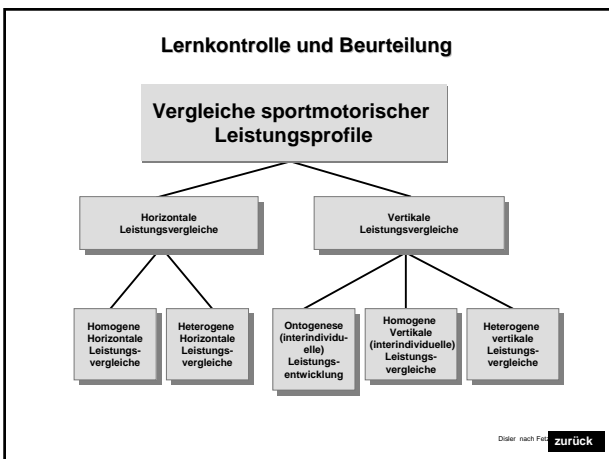 Lernkontrolle und Beurteilung
Vergleiche sportmotorischer
Leistungsprofile
Horizontale
Leistungsvergleiche
Vertikale
Leistungsvergleiche
Homogene
Horizontale
Leistungs-
vergleiche
Heterogene
Horizontale
Leistungs-
vergleiche
Ontogenese
(interindividu-
elle)
Leistungs-
entwicklung
Homogene
Vertikale
(interindividuelle)
Leistungs-
vergleiche
Heterogene
vertikale
Leistungs-
vergleiche
Disler nach
zurück